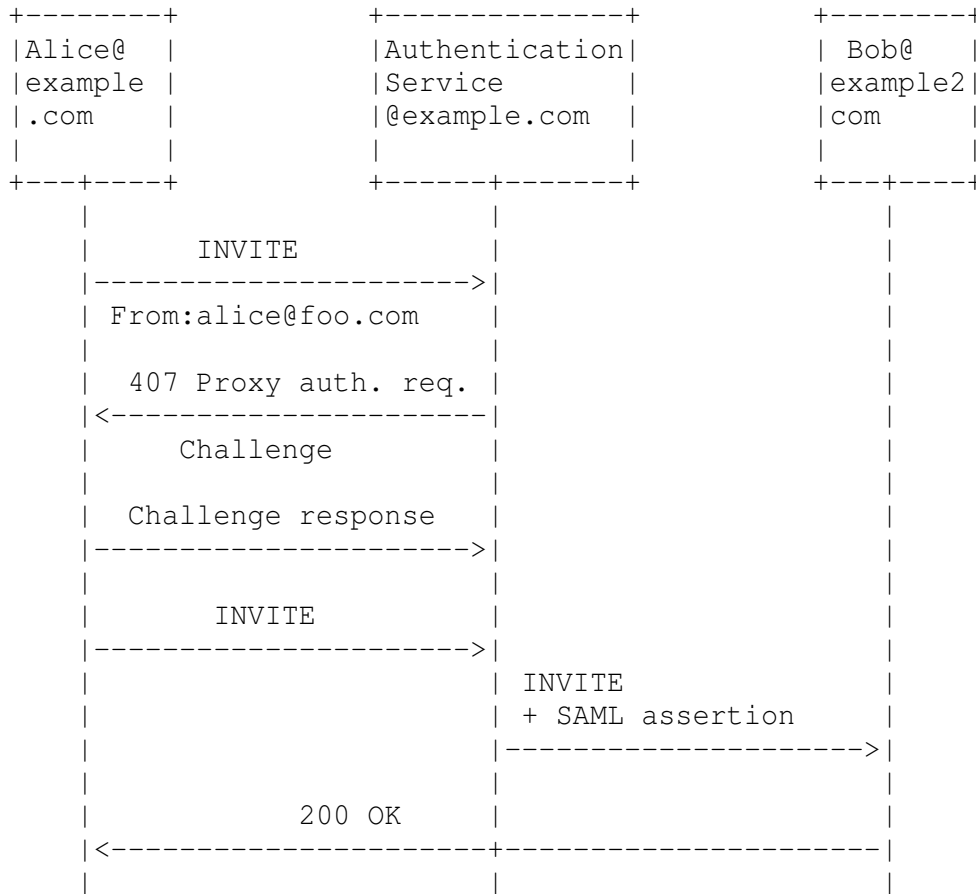 Alice@ Authentication Bob@
example Service example2
.com @example.com com
INVITE
From:alice@foo.com
407 Proxy auth. req.
Challenge
Challenge response
INVITE
INVITE
+ SAML assertion
200 OK